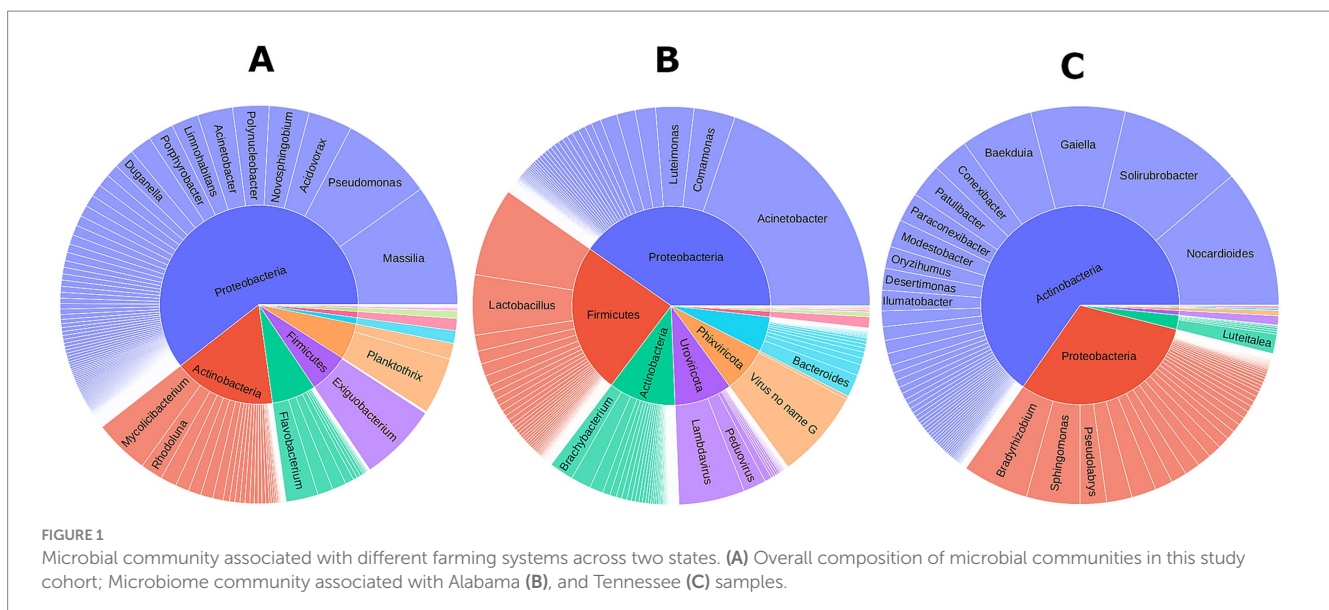 A
B
C
Massilia
Pseudomonas
Acidovorax
Novosphingobium
Polynucleobacter
Acinetobacter
Limnohabitans
Porphyrobacter
Duganella
Proteobacteria
Actinobacteria
Mycolicibacterium
Rhodoluna
Flavobacterium
Firmicutes
Exiguobacterium
Planktothrix
Acinetobacter
Comamonas
Luteimonas
Proteobacteria
Firmicutes
Lactobacillus
Actinobacteria
Brachybacterium
Uroviricota
Lambdavirus
Peduovirus
Phixviricota
Virus no name G
Bacteroides
Nocardioides
Solirubrobacter
Gaiella
Baekduia
Conexibacter
Patulibacter
Paraconexibacter
Modestobacter
Oryzihumus
Desertimonas
Ilumatobacter
Actinobacteria
Proteobacteria
Bradyrhizobium
Sphingomonas
Pseudolabrys
Luteitalea
FIGURE 1
Microbial community associated with different farming systems across two states. (A) Overall composition of microbial communities in this study
cohort; Microbiome community associated with Alabama (B), and Tennessee (C) samples.